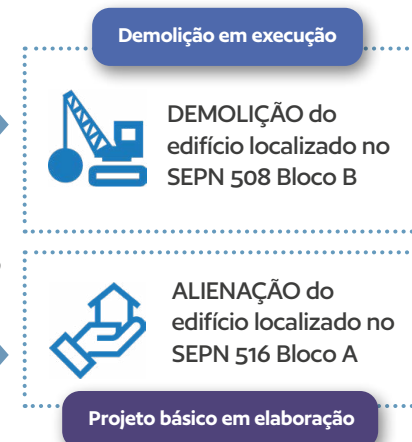 Demolição em execução
DEMOLIÇÃO do
edifício localizado no
SEPN 508 Bloco B
ALIENAÇÃO do
edifício localizado no
SEPN 516 Bloco A
Projeto básico em elaboração